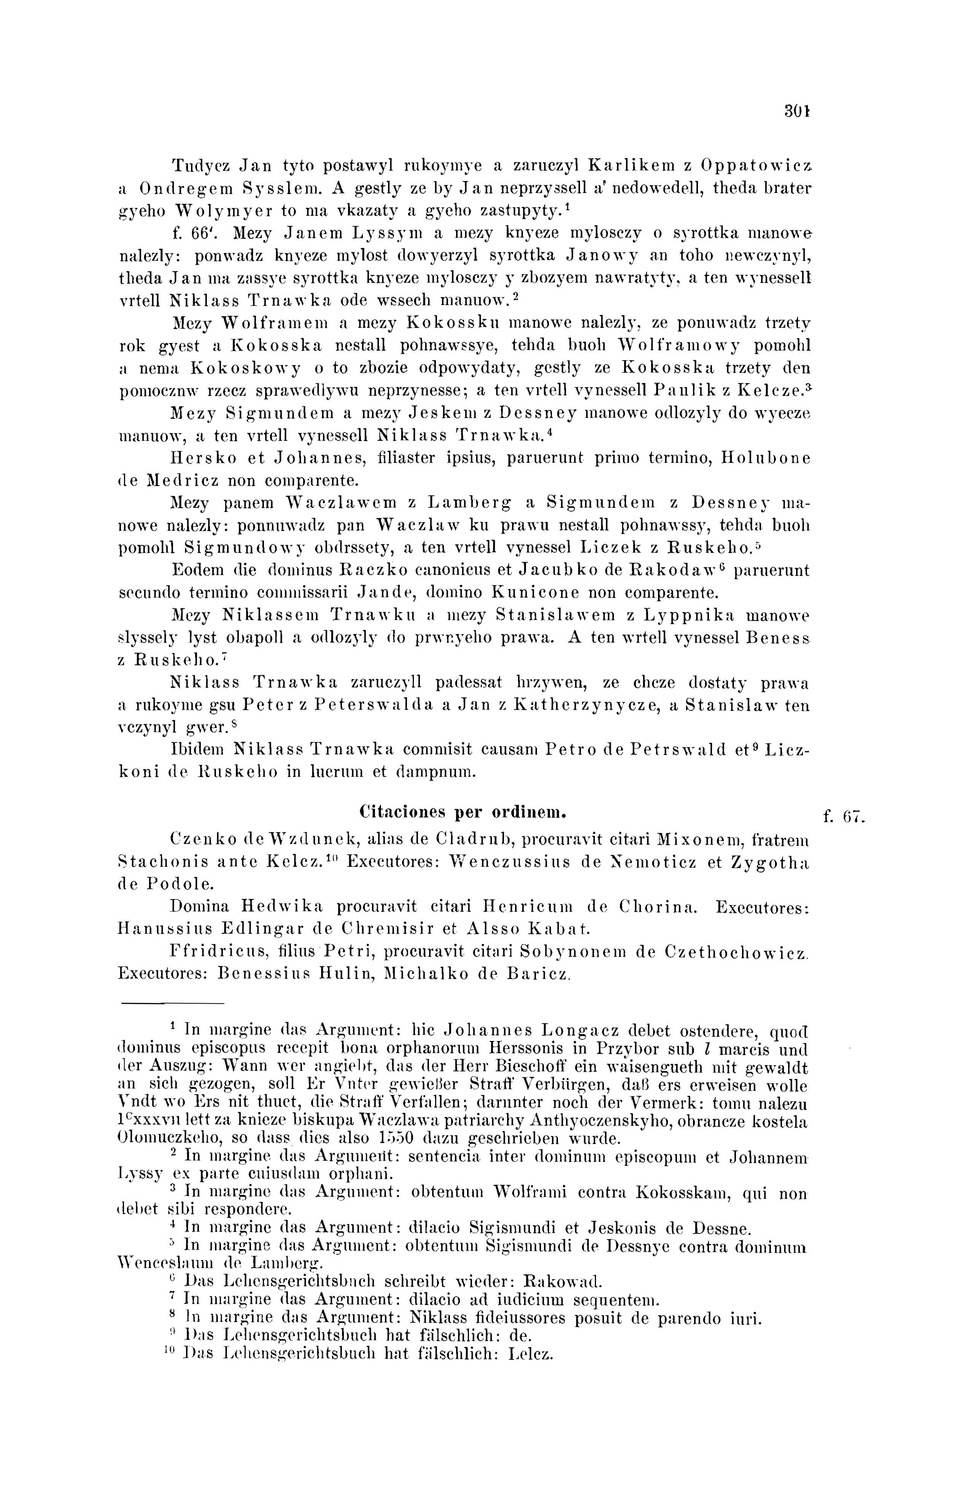 301
Tudycz Jan tyto postawyl rukoymye a zaruczyl Karlikem z Oppatowicz
a Ondregem Sysslem. A gestly ze by Jan neprzyssell a' nedowedell, theda brater
gyeho Wolymyer to ma vkazaty a gyeho zastupyty.¹
f. 66'. Mezy Janem Lyssym a mezy knyeze myloscy o syrottka manowe
nalezly: ponwadz knyeze mylost dowyerzyl syrottka Janowy an toho newczynyl,
theda Jan ma zassye syrottka knyeze mylosczy y zbozyem nawratyty, a ten wynessell
vrtell Niklass Trnawka ode wssech manuow.²
Mezy Wolframem a mezy Kokossku manowe nalezly, ze ponuwadz trzety
rok gyest a Kokosska nestall pohnawssye, tehda buoh Wolframowy pomohl
a nema Kokoskowy o to zbozie odpowydaty, gestly ze Kokosska trzety den
pomocznw rzecz sprawedlywu neprzynesse; a ten vrtell vynessell Paulik z Kelcze.³
Mezy Sigmundem a mezy Jeskem z Dessney manowe odlozyly do wyecze
manuow, a ten vrtell vynessell Niklass Trnawka.⁴
Hersko et Johannes, filiaster ipsius, paruerunt primo termino, Holubone
de Medricz non comparente.
Mezy panem Waczlawem z Lamberg a Sigmundem z Dessney ma-
nowe nalezly: ponnuwadz pan Waczlaw ku prawu nestall pohnawssy, tehda buoh
pomohl Sigmundowy obdrssety, a ten vrtell vynessel Liczek z Ruskeho.⁵
Eodem die dominus Raczko canonicus et Jacubko de Rakodaw⁶ paruerunt
secundo termino commissarii Jande, domino Kunicone non comparente.
Mezy Niklassem Trnawku a mezy Stanislawem z Lyppnika manowe
slyssely lyst obapoll a odlozyly do prwnyeho prawa. A ten wrtell vynessel Beness
z Ruskeho.⁷
Niklass Trnawka zaruczyll padessat hrzywen, ze chcze dostaty prawa
a rukoyme gsu Peter z Peterswalda a Jan z Katherzynycze, a Stanislaw ten
vczynyl gwer.⁸
Ibidem Niklass Trnawka commisit causam Petro de Petrswald et⁹ Licz-
koni de Ruskeho in lucrum et dampnum.
Citaciones per ordinem.
f. 67.
Czenko de Wzdunek, alias de Cladrub, procuravit citari Mixonem, fratrem
Stachonis ante Kelcz.¹⁰ Executores: Wenczussius de Nemoticz et Zygotha
de Podole.
Domina Hedwika procuravit citari Henricum de Chorina. Executores:
Hanussius Edlingar de Chremisir et Alsso Kabat.
Ffridricus, filius Petri, procuravit citari Sobynonem de Czethochowicz.
Executores: Benessius Hulin, Michalko de Baricz.
¹ In margine das Argument: hic Johannes Longacz debet ostendere, quod
dominus episcopus recepit bona orphanorum Herssonis in Przybor sub l marcis und
der Auszug: Wann wer angiebt, das der Herr Bieschoff ein waisengueth mit gewaldt
an sich gezogen, soll Er Vnter gewießer Straff Verbürgen, daß ers erweisen wolle
Vndt wo Ers nit thuet, die Straff Verfallen; darunter noch der Vermerk: tomu nalezu
1ᶜxxxvıı lett za knieze biskupa Waczlawa patriarchy Anthyoczenskyho, obrancze kostela
Olomuczkeho, so dass dies also 1550 dazu geschrieben wurde.
² In margine das Argument: sentencia inter dominum episcopum et Johannem
Lyssy ex parte cuiusdam orphani.
³ In margine das Argument: obtentum Wolframi contra Kokosskam, qui non
debet sibi respondere.
⁴ In margine das Argument: dilacio Sigismundi et Jeskonis de Dessne.
⁵ In margine das Argument: obtentum Sigismundi de Dessnye contra dominum
Wenceslaum de Lamberg.
⁶ Das Lehensgerichtsbuch schreibt wieder: Rakowad.
⁷ In margine das Argument: dilacio ad iudicium sequentem.
⁸ In margine das Argument: Niklass fideiussores posuit de parendo iuri.
⁹ Das Lehensgerichtsbuch hat fälschlich: de.
¹⁰ Das Lehensgerichtsbuch hat fälschlich: Lelcz.